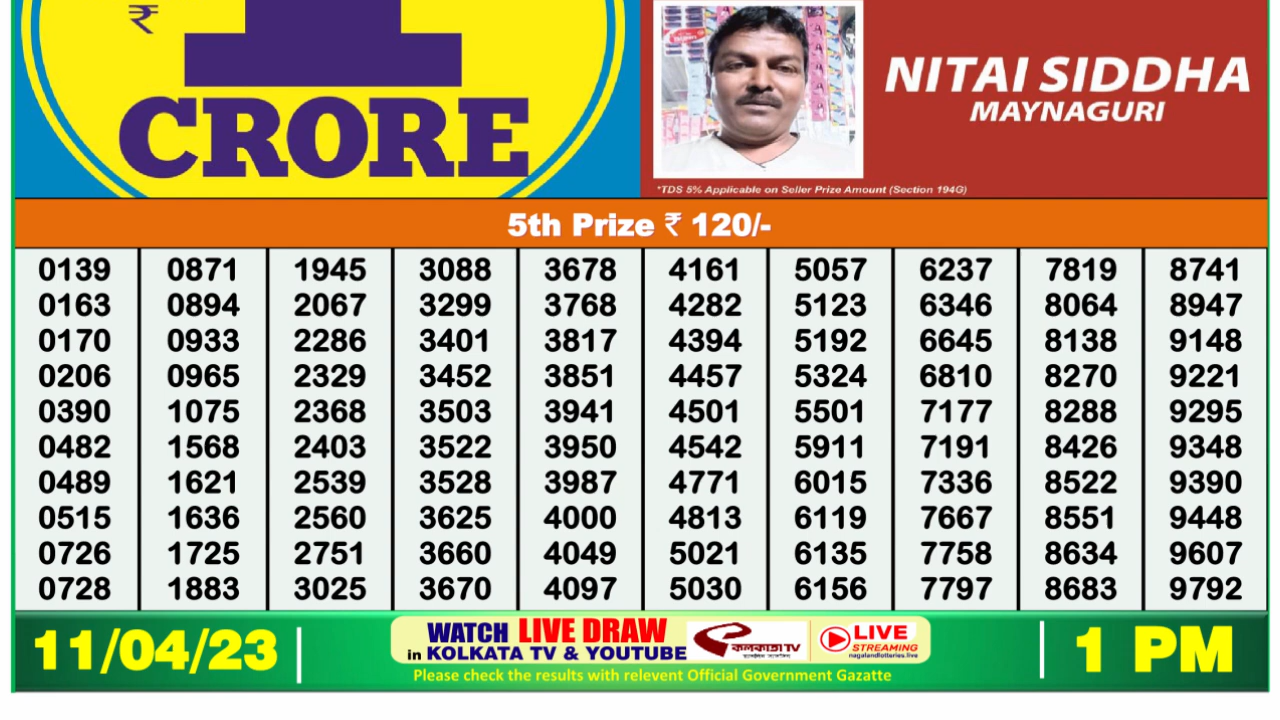 ₹
1
CRORE
NITAI SIDDHA
MAYNAGURI
*TDS 5% Applicable on Seller Prize Amount (Section 194G)
5th Prize ₹ 120/-
0139 0871 1945 3088 3678 4161 5057 6237 7819 8741
0163 0894 2067 3299 3768 4282 5123 6346 8064 8947
0170 0933 2286 3401 3817 4394 5192 6645 8138 9148
0206 0965 2329 3452 3851 4457 5324 6810 8270 9221
0390 1075 2368 3503 3941 4501 5501 7177 8288 9295
0482 1568 2403 3522 3950 4542 5911 7191 8426 9348
0489 1621 2539 3528 3987 4771 6015 7336 8522 9390
0515 1636 2560 3625 4000 4813 6119 7667 8551 9448
0726 1725 2751 3660 4049 5021 6135 7758 8634 9607
0728 1883 3025 3670 4097 5030 6156 7797 8683 9792
11/04/23
WATCH LIVE DRAW
in KOLKATA TV & YOUTUBE
কলকাতা TV
LIVE
STREAMING
nagalandlotteries.live
1 PM
Please check the results with relevent Official Government Gazatte